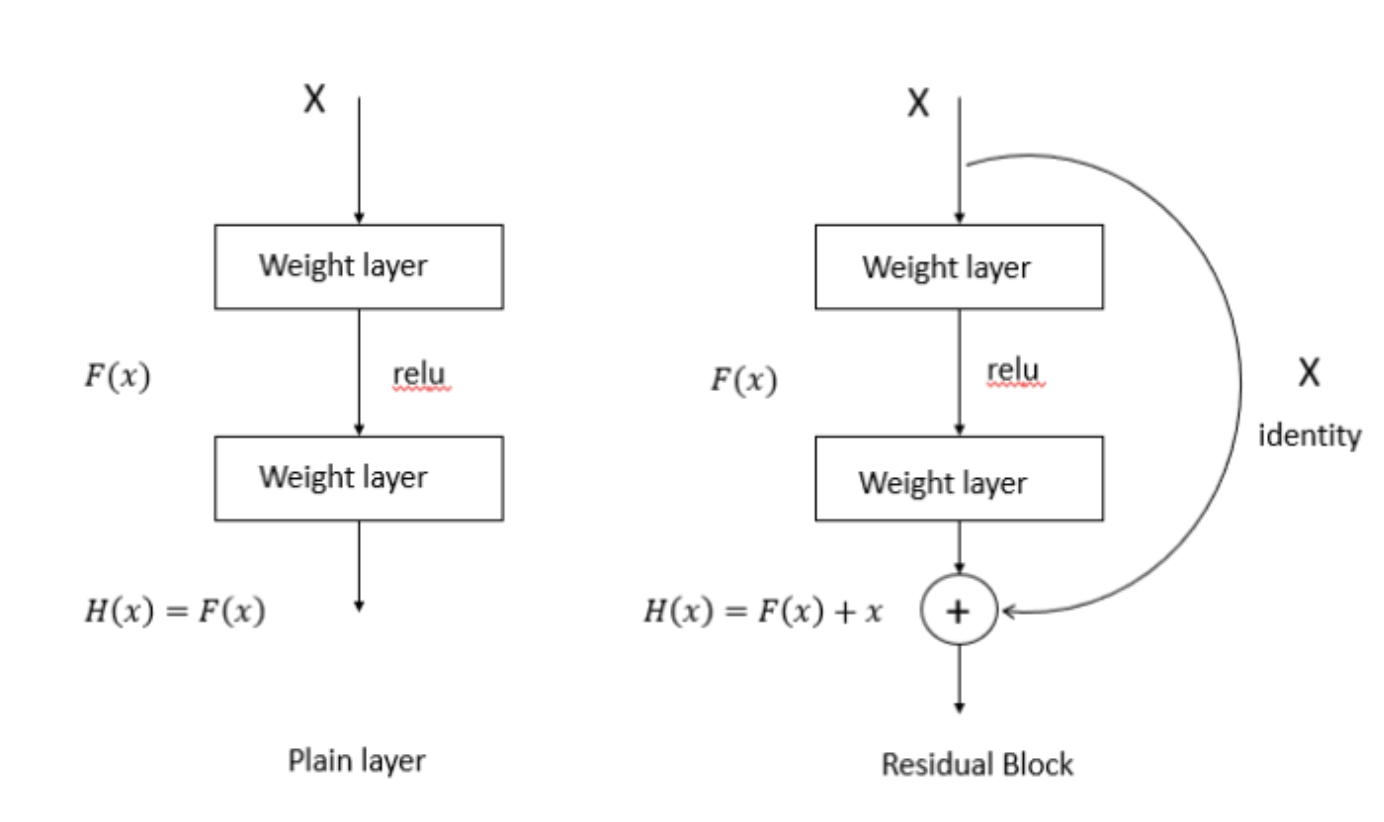 X
Weight layer
F(x)
relu
Weight layer
H(x) = F(x)
Plain layer
X
Weight layer
F(x)
relu
X
identity
Weight layer
H(x) = F(x) + x
+
Residual Block